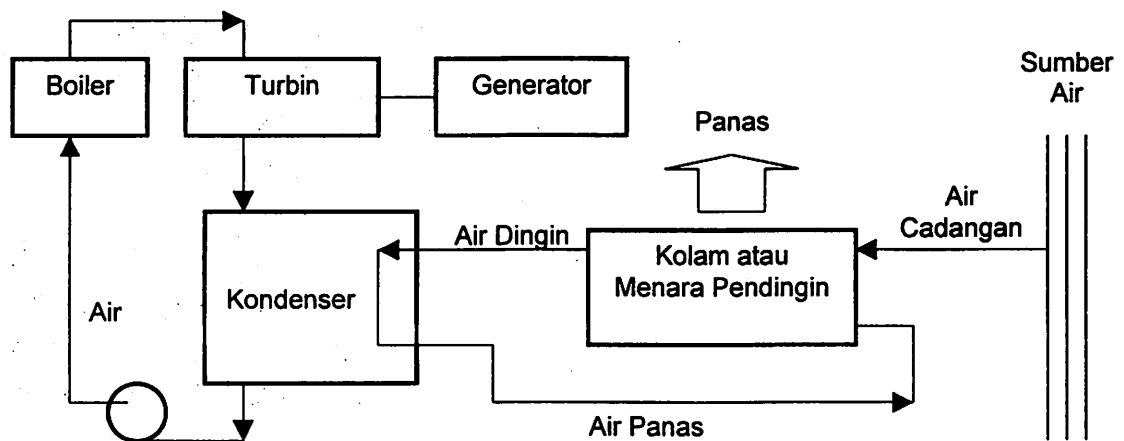 Boiler
Turbin
Generator
Sumber
Air
Panas
Air
Cadangan
Air Dingin
Kolam atau
Menara Pendingin
Kondenser
Air
Air Panas